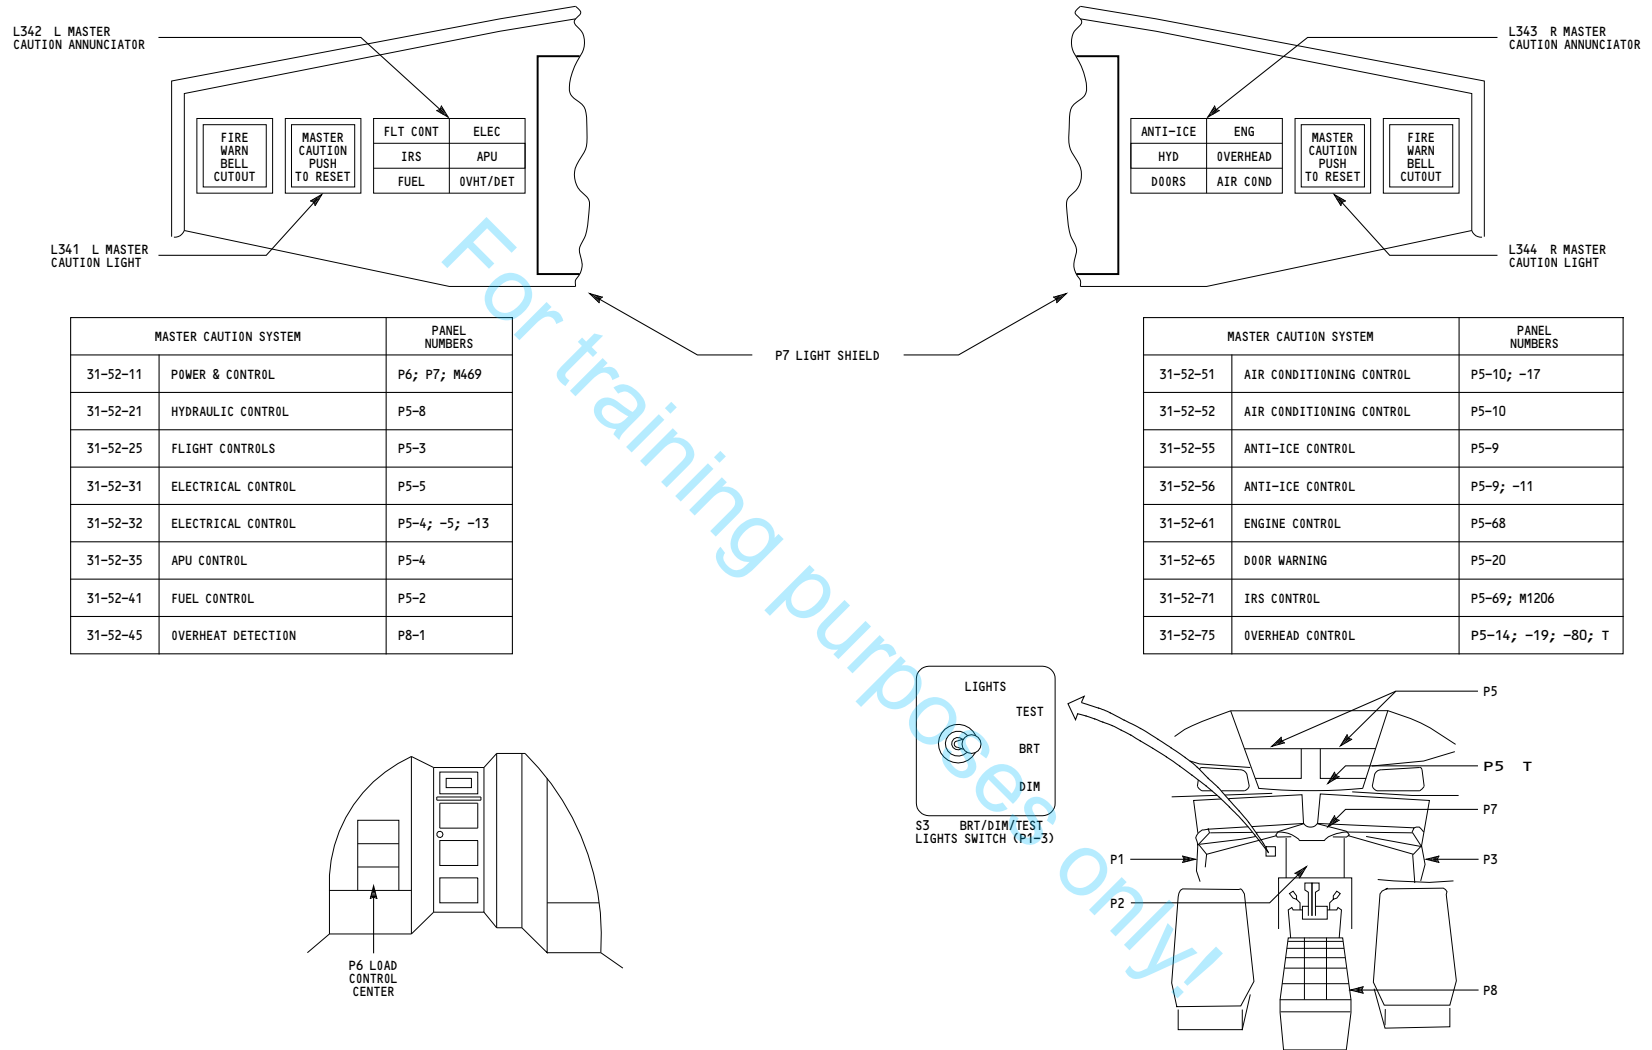 L342 L MASTER
CAUTION ANNUNCIATOR
L343 R MASTER
CAUTION ANNUNCIATOR
FIRE
WARN
BELL
CUTOUT
MASTER
CAUTION
PUSH
TO RESET
FLT CONT ELEC
IRS APU
FUEL OVHT/DET
ANTI-ICE ENG
HYD OVERHEAD
DOORS AIR COND
MASTER
CAUTION
PUSH
TO RESET
FIRE
WARN
BELL
CUTOUT
L341 L MASTER
CAUTION LIGHT
L344 R MASTER
CAUTION LIGHT
P7 LIGHT SHIELD
MASTER CAUTION SYSTEM PANEL
NUMBERS
31-52-11 POWER & CONTROL P6; P7; M469
31-52-21 HYDRAULIC CONTROL P5-8
31-52-25 FLIGHT CONTROLS P5-3
31-52-31 ELECTRICAL CONTROL P5-5
31-52-32 ELECTRICAL CONTROL P5-4; -5; -13
31-52-35 APU CONTROL P5-4
31-52-41 FUEL CONTROL P5-2
31-52-45 OVERHEAT DETECTION P8-1
MASTER CAUTION SYSTEM PANEL
NUMBERS
31-52-51 AIR CONDITIONING CONTROL P5-10; -17
31-52-52 AIR CONDITIONING CONTROL P5-10
31-52-55 ANTI-ICE CONTROL P5-9
31-52-56 ANTI-ICE CONTROL P5-9; -11
31-52-61 ENGINE CONTROL P5-68
31-52-65 DOOR WARNING P5-20
31-52-71 IRS CONTROL P5-69; M1206
31-52-75 OVERHEAD CONTROL P5-14; -19; -80; T
For training purposes only!
LIGHTS
TEST
BRT
DIM
S3 BRT/DIM/TEST
LIGHTS SWITCH (P1-3)
P6 LOAD
CONTROL
CENTER
P5
P5 T
P7
P1
P3
P2
P8